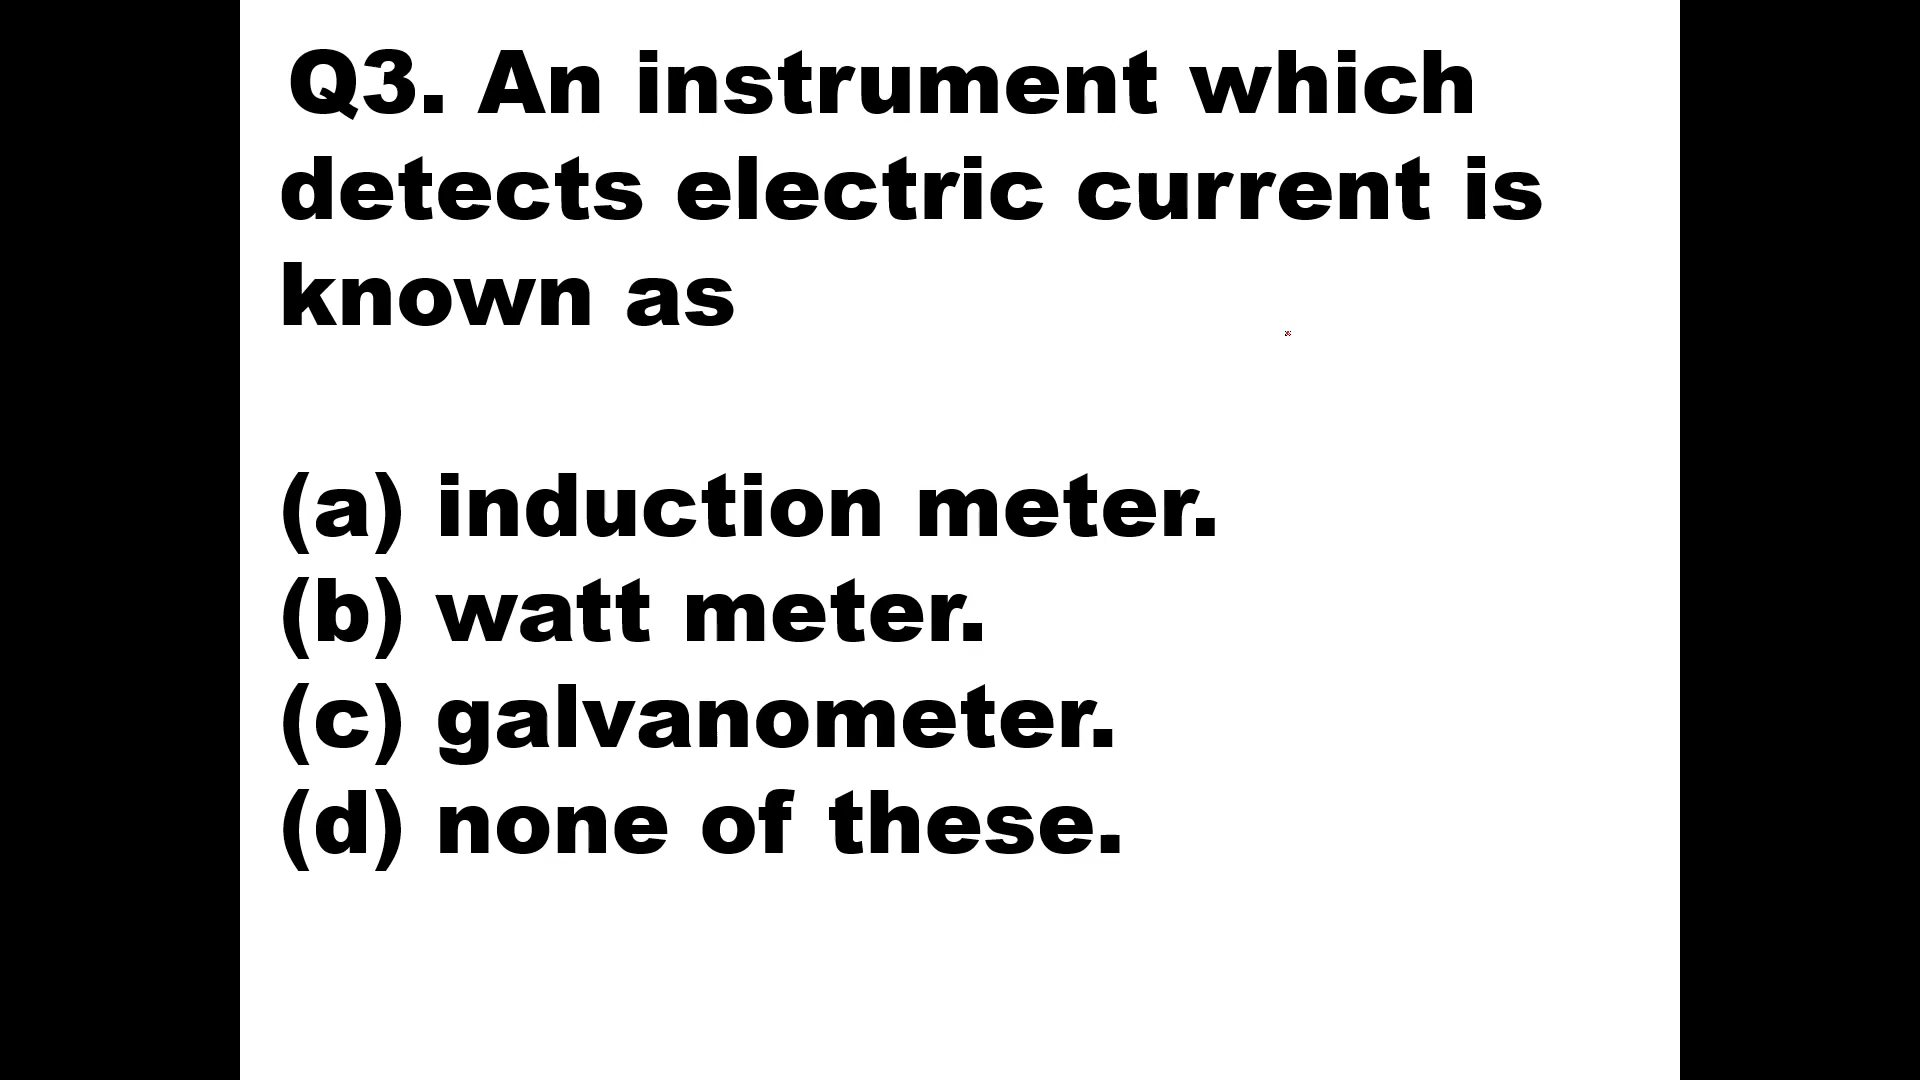 Q3. An instrument which
detects electric current is
known as
(a) induction meter.
(b) watt meter.
(c) galvanometer.
(d) none of these.